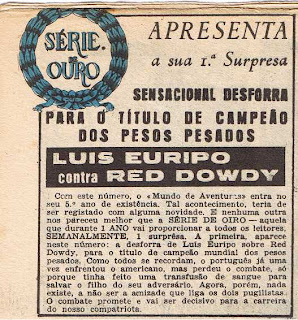 SÉRIE.
DE
OURO
APRESENTA
a sua 1.ª Surpresa
SENSACIONAL DESFORRA
PARA O TÍTULO DE CAMPEÃO
DOS PESOS PESADOS
LUIS EURIPO
contra RED DOWDY
Com este número, o «Mundo de Aventuras» entra no
seu 5.º ano de existência. Tal acontecimento, teria de
ser registado com alguma novidade. E nenhuma outra
nos pareceu melhor que a SÉRIE DE OIRO — aquela
que durante 1 ANO vai proporcionar a todos os leitores,
SEMANALMENTE, 1 surprêsa. A primeira, aparece
neste número: a desforra de Luis Euripo sobre Red
Dowdy, para o título de campeão mundial dos pesos
pesados. Como todos se recordam, o português já uma
vez enfrentou o americano, mas perdeu o combate, só
porque tinha feito uma transfusão de sangue para
salvar o filho do seu adversário. Agora, porém, nada
existe, a não ser a amizade que liga os dois pugilistas.
O combate promete e vai ser decisivo para a carreira
do nosso compatriota.